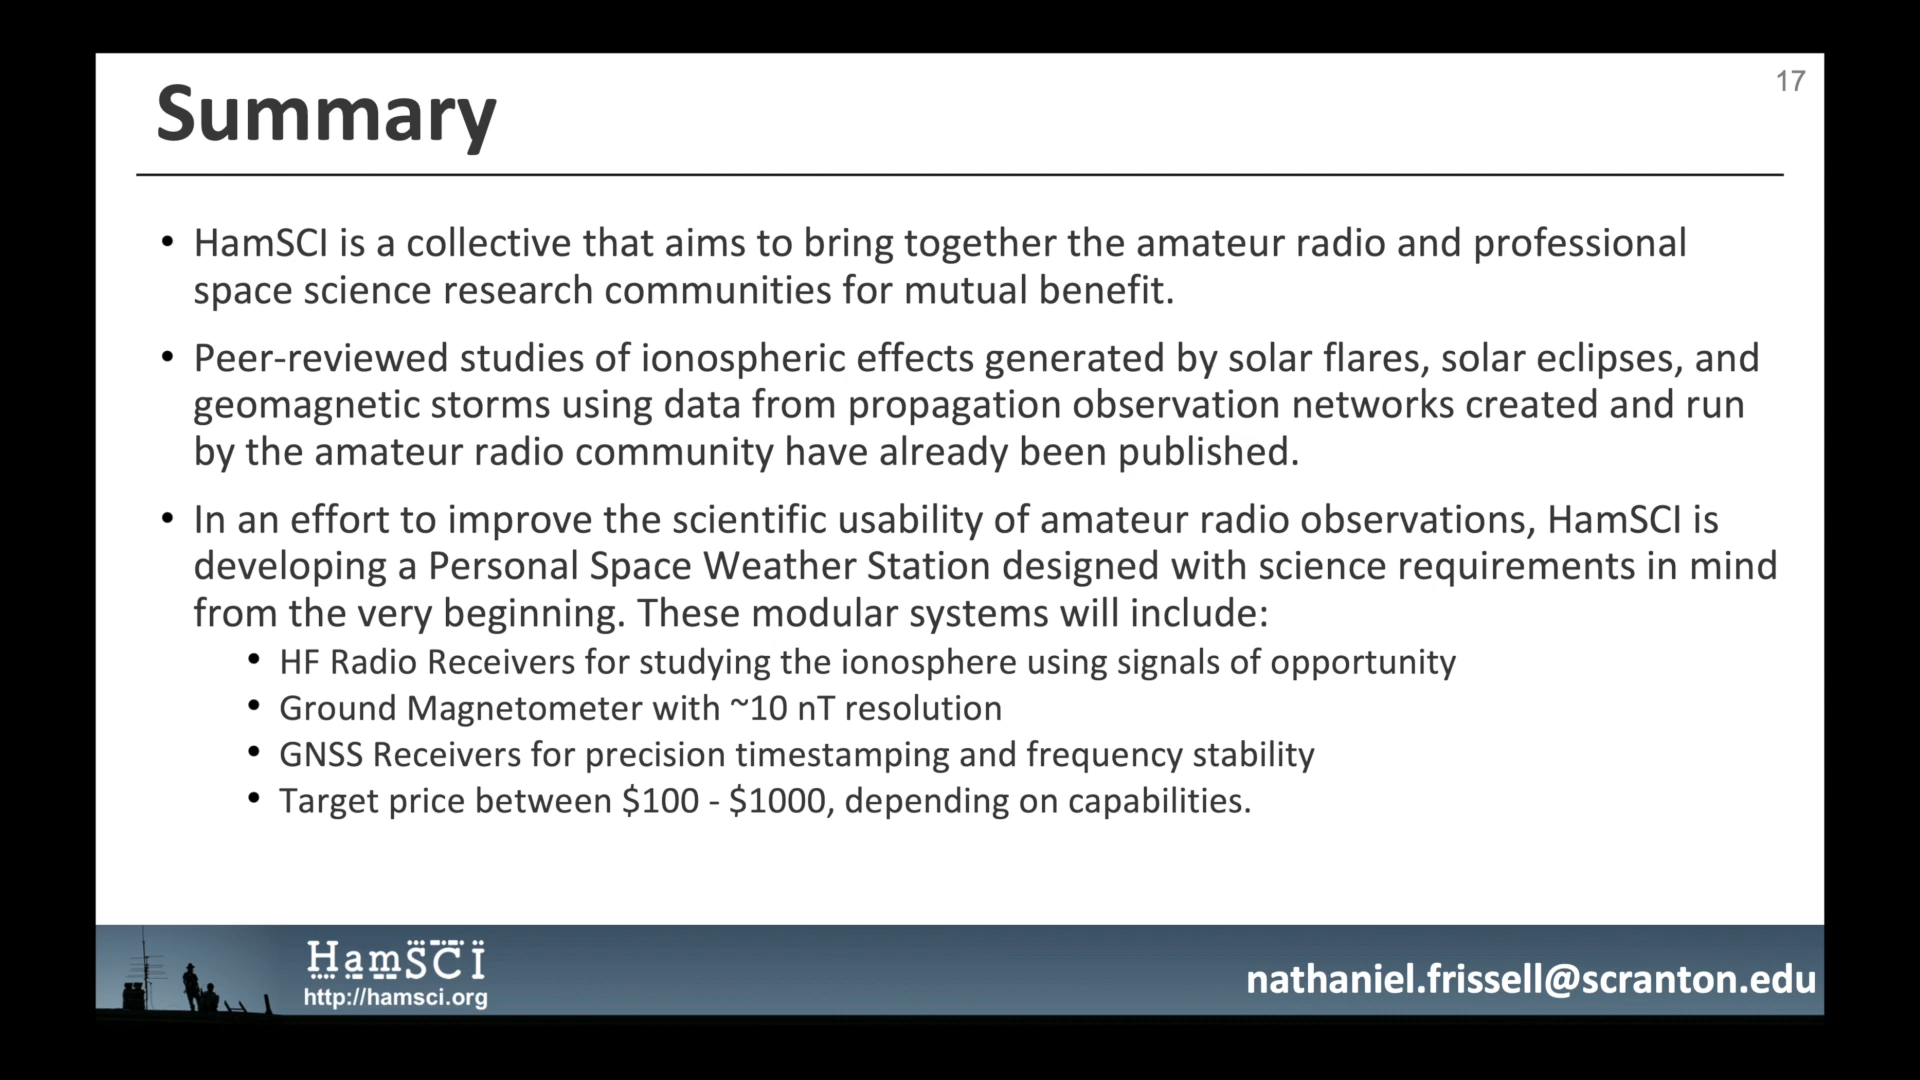 17
Summary
• HamSCI is a collective that aims to bring together the amateur radio and professional
space science research communities for mutual benefit.
• Peer-reviewed studies of ionospheric effects generated by solar flares, solar eclipses, and
geomagnetic storms using data from propagation observation networks created and run
by the amateur radio community have already been published.
• In an effort to improve the scientific usability of amateur radio observations, HamSCI is
developing a Personal Space Weather Station designed with science requirements in mind
from the very beginning. These modular systems will include:
• HF Radio Receivers for studying the ionosphere using signals of opportunity
• Ground Magnetometer with ~10 nT resolution
• GNSS Receivers for precision timestamping and frequency stability
• Target price between $100 - $1000, depending on capabilities.
HamSCI
http://hamsci.org
nathaniel.frissell@scranton.edu